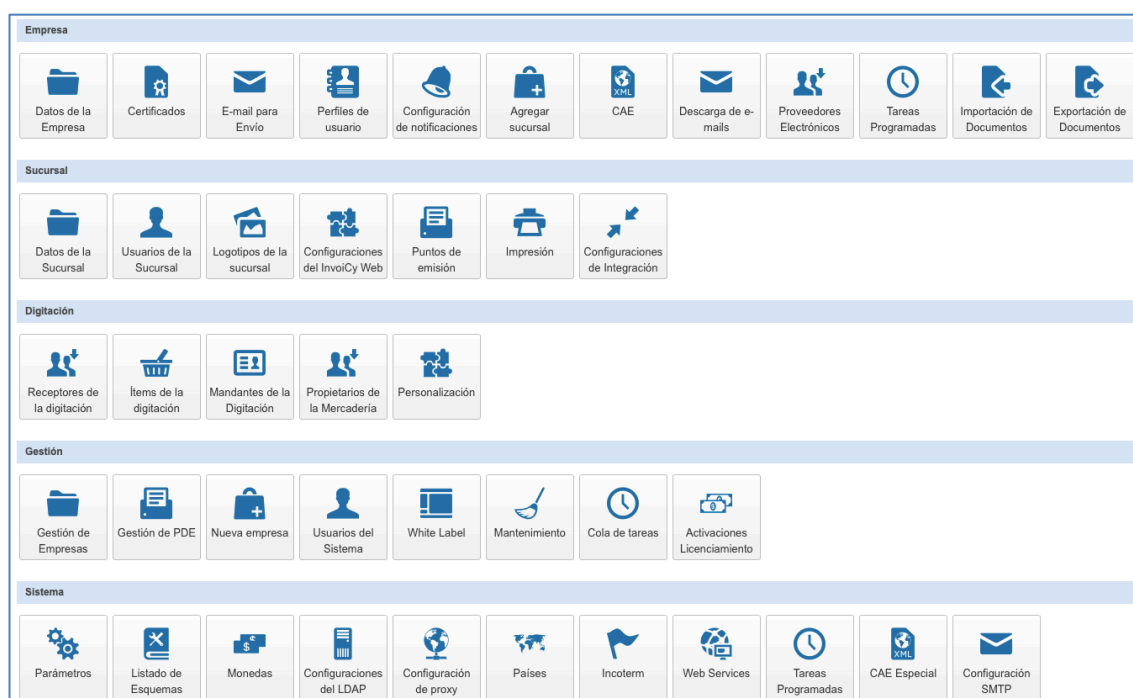 Empresa
Datos de la Empresa
Certificados
E-mail para Envío
Perfiles de usuario
Configuración de notificaciones
Agregar sucursal
XML
CAE
Descarga de e-mails
Proveedores Electrónicos
Tareas Programadas
Importación de Documentos
Exportación de Documentos
Sucursal
Datos de la Sucursal
Usuarios de la Sucursal
Logotipos de la sucursal
Configuraciones del InvoiCy Web
Puntos de emisión
Impresión
Configuraciones de Integración
Digitación
Receptores de la digitación
Ítems de la digitación
Mandantes de la Digitación
Propietarios de la Mercadería
Personalización
Gestión
Gestión de Empresas
Gestión de PDE
Nueva empresa
Usuarios del Sistema
White Label
Mantenimiento
Cola de tareas
Activaciones Licenciamiento
Sistema
Parámetros
Listado de Esquemas
Monedas
Configuraciones del LDAP
Configuración de proxy
Países
Incoterm
Web Services
Tareas Programadas
XML
CAE Especial
Configuración SMTP